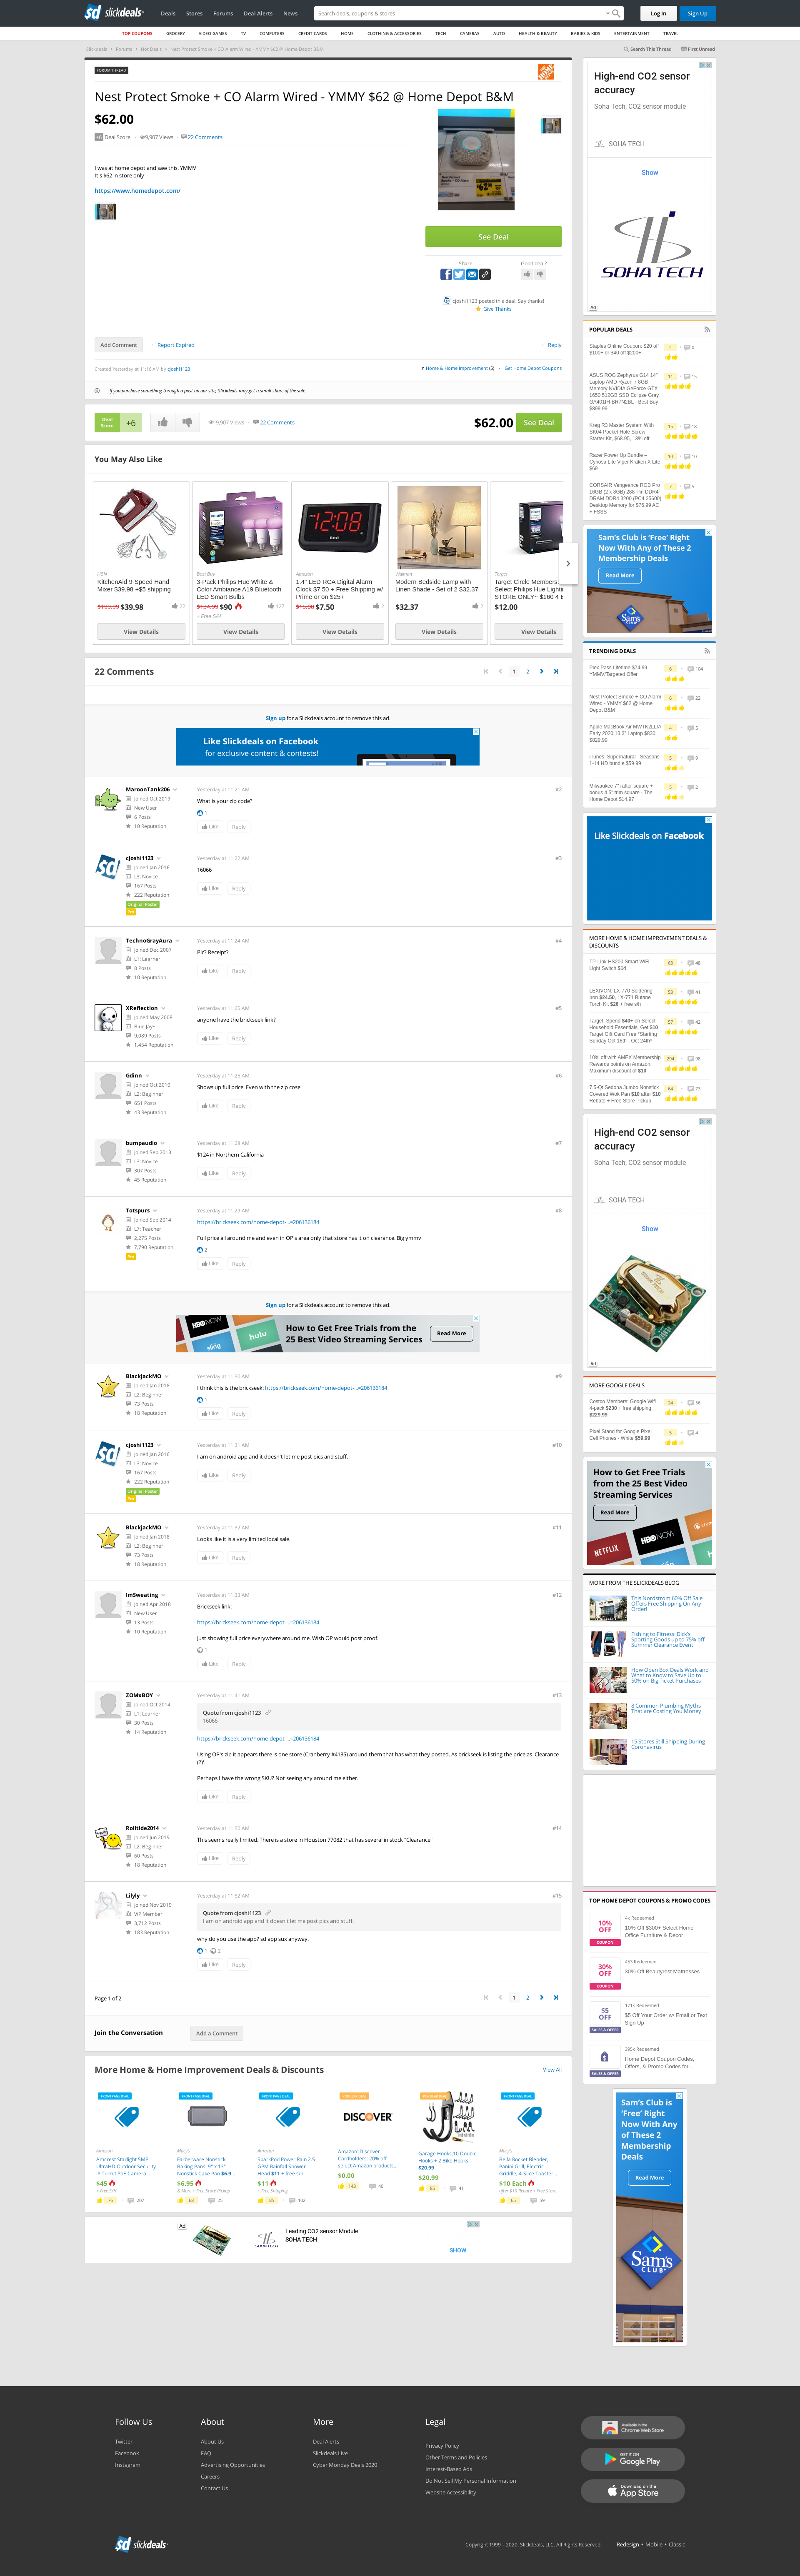 slickdeals
Deals
Stores
Forums
Deal Alerts
News
Search deals, coupons & stores
Log In
Sign Up
TOP COUPONS
GROCERY
VIDEO GAMES
TV
COMPUTERS
CREDIT CARDS
HOME
CLOTHING & ACCESSORIES
TECH
CAMERAS
AUTO
HEALTH & BEAUTY
BABIES & KIDS
ENTERTAINMENT
TRAVEL
Slickdeals > Forums > Hot Deals > Nest Protect Smoke + CO Alarm Wired - YMMY $62 @ Home Depot B&M
Search This Thread
First Unread
FORUM THREAD
Nest Protect Smoke + CO Alarm Wired - YMMY $62 @ Home Depot B&M
$62.00
+6 Deal Score
9,907 Views
22 Comments
I was at home depot and saw this. YMMV
It's $62 in store only
https://www.homedepot.com/
See Deal
Share
Good deal?
cjoshi1123 posted this deal. Say thanks!
Give Thanks
Add Comment
Report Expired
Reply
Created Yesterday at 11:16 AM by cjoshi1123
in Home & Home Improvement (5)
Get Home Depot Coupons
If you purchase something through a post on our site, Slickdeals may get a small share of the sale.
Deal Score +6
9,907 Views
22 Comments
$62.00
See Deal
You May Also Like
HSN
KitchenAid 9-Speed Hand
Mixer $39.98 +$5 shipping
$199.99 $39.98
22
View Details
Best Buy
3-Pack Philips Hue White &
Color Ambiance A19 Bluetooth
LED Smart Bulbs
$134.99 $90
127
+ Free S/H
View Details
RCA
Amazon
1.4" LED RCA Digital Alarm
Clock $7.50 + Free Shipping w/
Prime or on $25+
$15.00 $7.50
2
View Details
Walmart
Modern Bedside Lamp with
Linen Shade - Set of 2 $32.37
$32.37
2
View Details
Target
Target Circle Members:
Select Philips Hue Light
STORE ONLY~ $160 4 E
$12.00
View Details
22 Comments
1
2
Sign up for a Slickdeals account to remove this ad.
Like Slickdeals on Facebook
for exclusive content & contests!
MaroonTank206
Joined Oct 2019
New User
6 Posts
10 Reputation
Yesterday at 11:21 AM
#2
What is your zip code?
1
Like
Reply
cjoshi1123
Joined Jan 2016
L3: Novice
167 Posts
222 Reputation
Original Poster
Pro
Yesterday at 11:22 AM
#3
16066
Like
Reply
TechnoGrayAura
Joined Dec 2007
L1: Learner
8 Posts
10 Reputation
Yesterday at 11:24 AM
#4
Pic? Receipt?
Like
Reply
XReflection
Joined May 2008
Blue Jay~
9,089 Posts
1,454 Reputation
Yesterday at 11:25 AM
#5
anyone have the brickseek link?
Like
Reply
Gdinn
Joined Oct 2010
L2: Beginner
651 Posts
43 Reputation
Yesterday at 11:25 AM
#6
Shows up full price. Even with the zip cose
Like
Reply
bumpaudio
Joined Sep 2013
L3: Novice
307 Posts
45 Reputation
Yesterday at 11:28 AM
#7
$124 in Northern California
Like
Reply
Totspurs
Joined Sep 2014
L7: Teacher
2,275 Posts
7,790 Reputation
Pro
Yesterday at 11:29 AM
#8
https://brickseek.com/home-depot-...=206136184
Full price all around me and even in OP's area only that store has it on clearance. Big ymmv
2
Like
Reply
Sign up for a Slickdeals account to remove this ad.
HBO NOW
hulu
sling
How to Get Free Trials from the
25 Best Video Streaming Services
Read More
BlackjackMO
Joined Jan 2018
L2: Beginner
73 Posts
18 Reputation
Yesterday at 11:30 AM
#9
I think this is the brickseek: https://brickseek.com/home-depot-...=206136184
1
Like
Reply
cjoshi1123
Joined Jan 2016
L3: Novice
167 Posts
222 Reputation
Original Poster
Pro
Yesterday at 11:31 AM
#10
I am on android app and it doesn't let me post pics and stuff.
Like
Reply
BlackjackMO
Joined Jan 2018
L2: Beginner
73 Posts
18 Reputation
Yesterday at 11:32 AM
#11
Looks like it is a very limited local sale.
Like
Reply
ImSweating
Joined Apr 2018
New User
13 Posts
10 Reputation
Yesterday at 11:33 AM
#12
Brickseek link:
https://brickseek.com/home-depot-...=206136184
Just showing full price everywhere around me. Wish OP would post proof.
1
Like
Reply
ZOMxBOY
Joined Oct 2014
L1: Learner
30 Posts
14 Reputation
Yesterday at 11:41 AM
#13
Quote from cjoshi1123
16066
https://brickseek.com/home-depot-...=206136184
Using OP's zip it appears there is one store (Cranberry #4135) around them that has what they posted. As brickseek is listing the price as 'Clearance
(?)'.
Perhaps I have the wrong SKU? Not seeing any around me either.
Like
Reply
Rolltide2014
Joined Jun 2019
L2: Beginner
60 Posts
18 Reputation
Yesterday at 11:50 AM
#14
This seems really limited. There is a store in Houston 77082 that has several in stock "Clearance"
Like
Reply
Lilyly
Joined Nov 2019
VIP Member
3,712 Posts
183 Reputation
Yesterday at 11:52 AM
#15
Quote from cjoshi1123
I am on android app and it doesn't let me post pics and stuff.
why do you use the app? sd app sux anyway.
1
2
Like
Reply
Page 1 of 2
1
2
Join the Conversation
Add a Comment
More Home & Home Improvement Deals & Discounts
View All
FRONTPAGE DEAL
Amazon
Amcrest Starlight 5MP
UltraHD Outdoor Security
IP Turret PoE Camera...
$45
+ Free S/H
76
207
FRONTPAGE DEAL
Macy's
Farberware Nonstick
Baking Pans: 9" x 13"
Nonstick Cake Pan $6.9...
$6.95
& More + Free Store Pickup
68
25
FRONTPAGE DEAL
Amazon
SparkPod Power Rain 2.5
GPM Rainfall Shower
Head $11 + free s/h
$11
+ Free Shipping
85
102
POPULAR DEAL
DISCOVER
Amazon: Discover
Cardholders: 20% off
select Amazon products...
$0.00
143
40
POPULAR DEAL
Garage Hooks,10 Double
Hooks + 2 Bike Hooks
$20.99
$20.99
41
FRONTPAGE DEAL
Macy's
Bella Rocket Blender,
Panini Grill, Electric
Griddle, 4-Slice Toaster...
$10 Each
after $10 Rebate + Free Store
65
59
Ad
SOHA TECH
Leading CO2 sensor Module
SOHA TECH
SHOW
High-end CO2 sensor
accuracy
Soha Tech, CO2 sensor module
SOHA TECH
Show
SOHA TECH
Ad
POPULAR DEALS
Staples Online Coupon: $20 off
$100+ or $40 off $200+
4
0
ASUS ROG Zephyrus G14 14"
Laptop AMD Ryzen 7 8GB
Memory NVIDIA GeForce GTX
1650 512GB SSD Eclipse Gray
GA401IH-BR7N2BL - Best Buy
$899.99
11
15
Kreg R3 Master System With
SK04 Pocket Hole Screw
Starter Kit, $68.95, 13% off
15
18
Razer Power Up Bundle –
Cynosa Lite Viper Kraken X Lite
$69
10
10
CORSAIR Vengeance RGB Pro
16GB (2 x 8GB) 288-Pin DDR4
DRAM DDR4 3200 (PC4 25600)
Desktop Memory for $76.99 AC
+ FSSS
7
5
Sam's Club is 'Free' Right
Now With Any of These 2
Membership Deals
Read More
Sam's
TRENDING DEALS
Plex Pass Lifetime $74.99
YMMV/Targeted Offer
6
104
Nest Protect Smoke + CO Alarm
Wired - YMMY $62 @ Home
Depot B&M
6
22
Apple MacBook Air MWTK2LL/A
Early 2020 13.3" Laptop $830
$829.99
4
5
iTunes: Supernatural - Seasons
1-14 HD bundle $59.99
5
9
Milwaukee 7" rafter square +
bonus 4.5" trim square - The
Home Depot $14.97
5
2
Like Slickdeals on Facebook
MORE HOME & HOME IMPROVEMENT DEALS &
DISCOUNTS
TP-Link HS200 Smart WiFi
Light Switch $14
53
46
LEXIVON: LX-770 Soldering
Iron $24.50, LX-771 Butane
Torch Kit $28 + free s/h
53
41
Target: Spend $40+ on Select
Household Essentials, Get $10
Target Gift Card Free *Starting
Sunday Oct 18th - Oct 24th*
57
42
10% off with AMEX Membership
Rewards points on Amazon.
Maximum discount of $10
294
98
7.5-Qt Sedona Jumbo Nonstick
Covered Wok Pan $10 after $10
Rebate + Free Store Pickup
64
73
High-end CO2 sensor
accuracy
Soha Tech, CO2 sensor module
SOHA TECH
Show
Ad
MORE GOOGLE DEALS
Costco Members: Google Wifi
4-pack $230 + free shipping
$229.99
24
56
Pixel Stand for Google Pixel
Cell Phones - White $59.99
5
4
How to Get Free Trials
from the 25 Best Video
Streaming Services
Read More
NETFLIX
HBO NOW
hulu
MORE FROM THE SLICKDEALS BLOG
This Nordstrom 60% Off Sale
Offers Free Shipping On Any
Order!
Fishing to Fitness: Dick's
Sporting Goods up to 75% off
Summer Clearance Event
How Open Box Deals Work and
What to Know to Save Up to
50% on Big Ticket Purchases
8 Common Plumbing Myths
That are Costing You Money
15 Stores Still Shipping During
Coronavirus
TOP HOME DEPOT COUPONS & PROMO CODES
10%
OFF
COUPON
4k Redeemed
10% Off $300+ Select Home
Office Furniture & Decor
30%
OFF
COUPON
453 Redeemed
30% Off Beautyrest Mattresses
$5
OFF
SALES & OFFER
171k Redeemed
$5 Off Your Order w/ Email or Text
Sign Up
SALES & OFFER
395k Redeemed
Home Depot Coupon Codes,
Offers, & Promo Codes for...
Sam's Club is
'Free' Right
Now With Any
of These 2
Membership
Deals
Read More
Sam's
CLUB
Follow Us
Twitter
Facebook
Instagram
About
About Us
FAQ
Advertising Opportunities
Careers
Contact Us
More
Deal Alerts
Slickdeals Live
Cyber Monday Deals 2020
Legal
Privacy Policy
Other Terms and Policies
Interest-Based Ads
Do Not Sell My Personal Information
Website Accessibility
Available in the
Chrome Web Store
GET IT ON
Google Play
Download on the
App Store
slickdeals
Copyright 1999 - 2020. Slickdeals, LLC. All Rights Reserved.
Redesign • Mobile • Classic